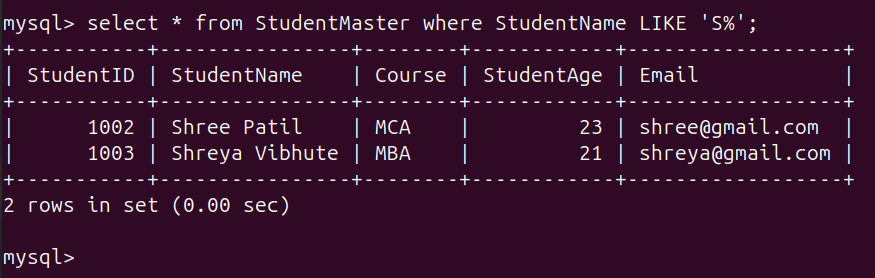 mysql> select * from StudentMaster where StudentName LIKE 'S%';
+-----------+----------------+--------+------------+------------------+
| StudentID | StudentName    | Course | StudentAge | Email            |
+-----------+----------------+--------+------------+------------------+
|      1002 | Shree Patil    | MCA    |         23 | shree@gmail.com  |
|      1003 | Shreya Vibhute | MBA    |         21 | shreya@gmail.com |
+-----------+----------------+--------+------------+------------------+
2 rows in set (0.00 sec)
mysql>